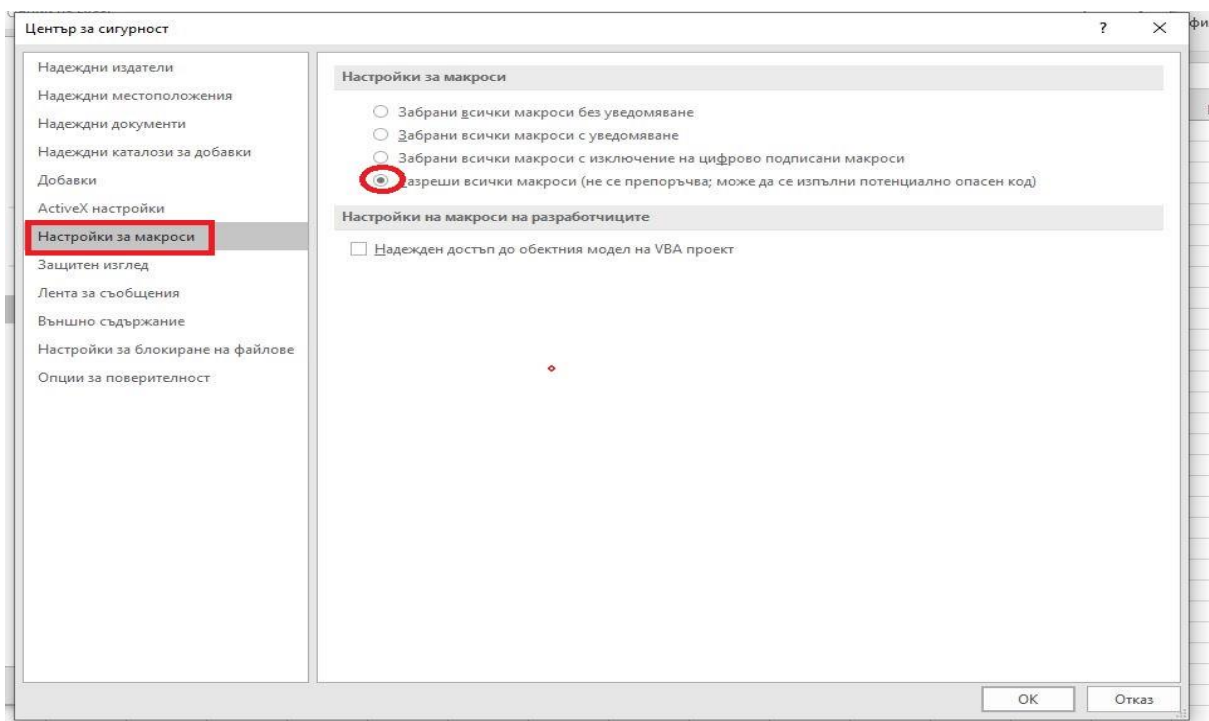 Център за сигурност
?
Надеждни издатели
Надеждни местоположения
Надеждни документи
Надеждни каталози за добавки
Добавки
ActiveX настройки
Настройки за макроси
Защитен изглед
Лента за съобщения
Външно съдържание
Настройки за блокиране на файлове
Опции за поверителност
Настройки за макроси
Забрани всички макроси без уведомяване
Забрани всички макроси с уведомяване
Забрани всички макроси с изключение на цифрово подписани макроси
азреши всички макроси (не се препоръчва; може да се изпълни потенциално опасен код)
Настройки на макроси на разработчиците
Надежден достъп до обектния модел на VBA проект
OK
Отказ